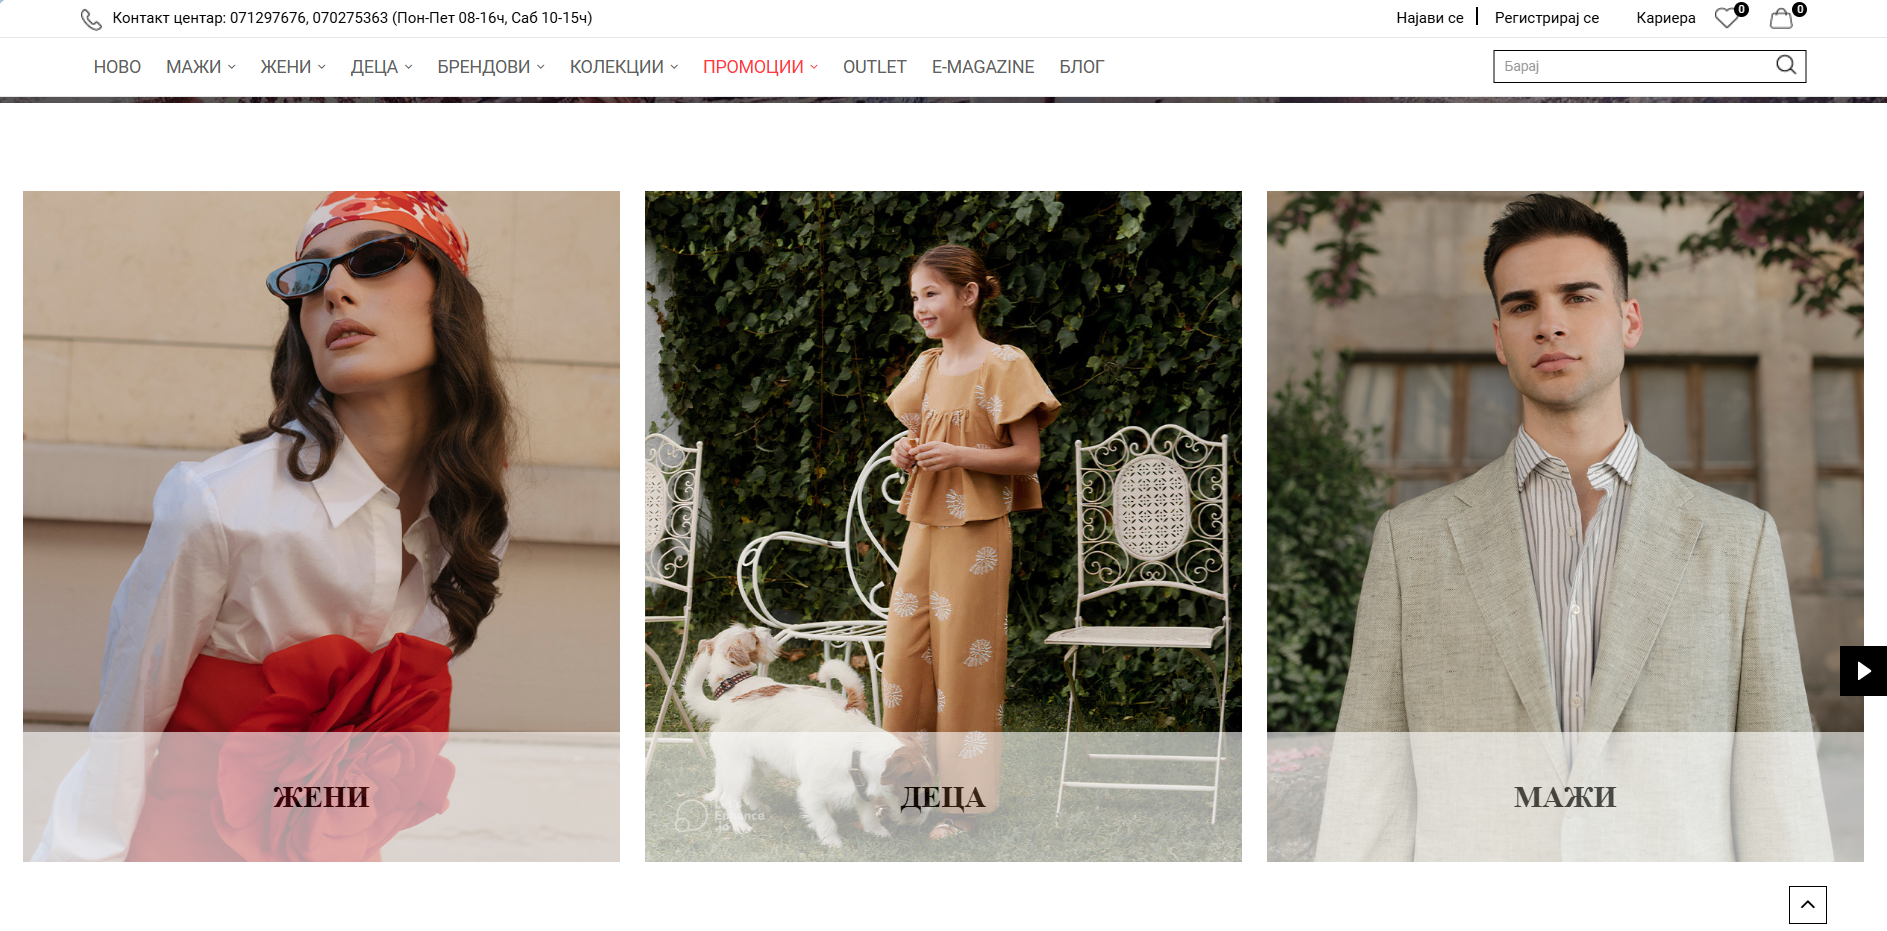 Контакт центар: 071297676, 070275363 (Пон-Пет 08-16ч, Саб 10-15ч)
Најави се
Регистрирај се
Кариера
0
0
НОВО МАЖИ ЖЕНИ ДЕЦА БРЕНДОВИ КОЛЕКЦИИ ПРОМОЦИИ OUTLET E-MAGAZINE БЛОГ
Барај
ЖЕНИ
ДЕЦА
МАЖИ